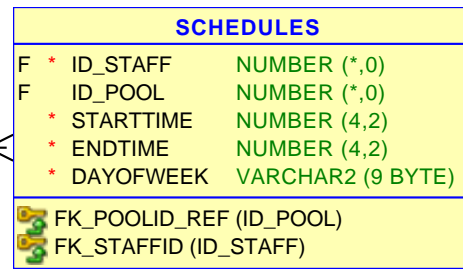 SCHEDULES
F * ID_STAFF NUMBER (*,0)
F ID_POOL NUMBER (*,0)
* STARTTIME NUMBER (4,2)
* ENDTIME NUMBER (4,2)
* DAYOFWEEK VARCHAR2 (9 BYTE)
FK_POOLID_REF (ID_POOL)
FK_STAFFID (ID_STAFF)